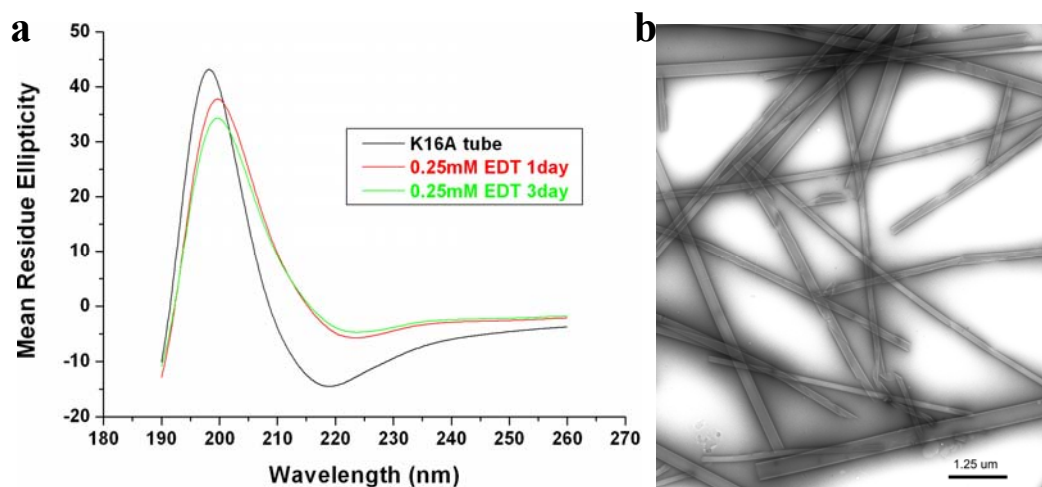 a
b
50
40
30
20
10
0
-10
-20
Mean Residue Ellipticity
K16A tube
0.25mM EDT 1day
0.25mM EDT 3day
180 190 200 210 220 230 240 250 260 270
Wavelength (nm)
1.25 um